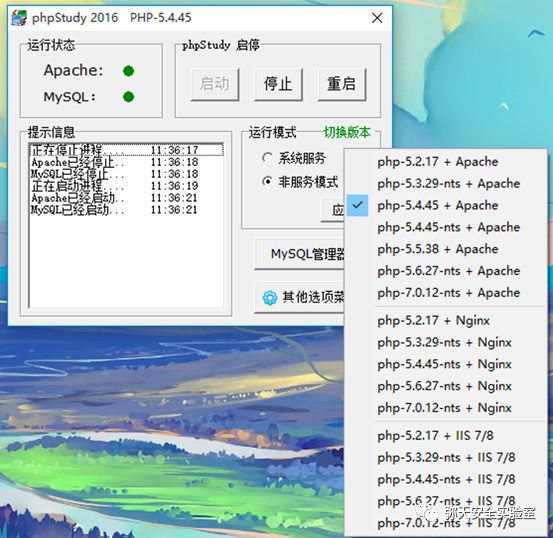 phpStudy 2016 PHP-5.4.45
运行状态
Apache:
MySQL:
phpStudy 启停
启动 停止 重启
提示信息
正在停止进程.... 11:36:17
Apache已经停止.. 11:36:18
MySQL已经停止.. 11:36:18
正在启动进程.... 11:36:19
Apache已经启动.. 11:36:21
MySQL已经启动... 11:36:21
运行模式 切换版本
系统服务
非服务模式
应
MySQL管理器
其他选项菜
php-5.2.17 + Apache
php-5.3.29-nts + Apache
php-5.4.45 + Apache
php-5.4.45-nts + Apache
php-5.5.38 + Apache
php-5.6.27-nts + Apache
php-7.0.12-nts + Apache
php-5.2.17 + Nginx
php-5.3.29-nts + Nginx
php-5.4.45-nts + Nginx
php-5.6.27-nts + Nginx
php-7.0.12-nts + Nginx
php-5.2.17 + IIS 7/8
php-5.3.29-nts + IIS 7/8
php-5.4.45-nts + IIS 7/8
php-5.6.27-nts + IIS 7/8
php-7.0.12-nts + IIS 7/8
弥天安全实验室